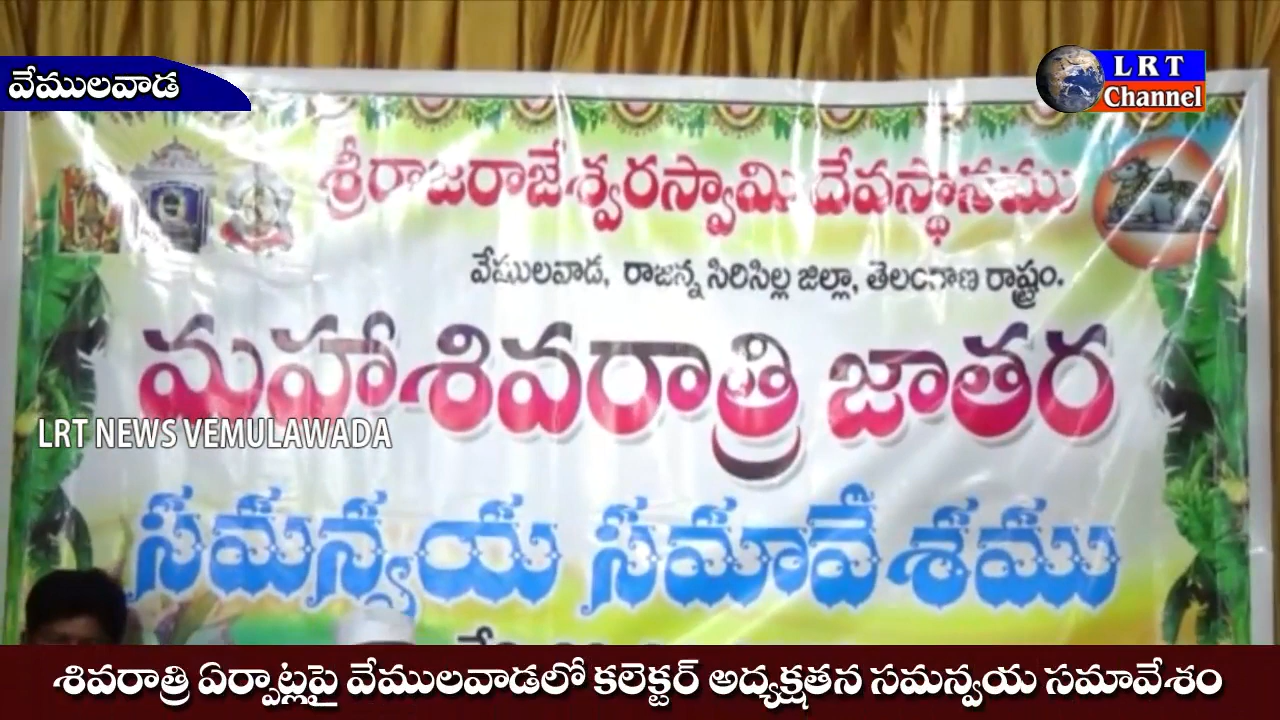 వేములవాడ
LRT
Channel
శ్రీరాజరాజేశ్వరస్వామి దేవస్థానము
వేములవాడ, రాజన్న సిరిసిల్ల జిల్లా, తెలంగాణ రాష్ట్రం.
మహాశివరాత్రి జాతర
LRT NEWS VEMULAWADA
సమన్వయ సమావేశము
శివరాత్రి ఏర్పాట్లపై వేములవాడలో కలెక్టర్ అధ్యక్షతన సమన్వయ సమావేశం